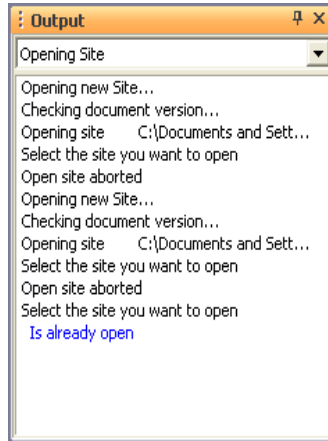 Output
Opening Site
Opening new Site...
Checking document version...
Opening site C:\Documents and Sett...
Select the site you want to open
Open site aborted
Opening new Site...
Checking document version...
Opening site C:\Documents and Sett...
Select the site you want to open
Open site aborted
Select the site you want to open
Is already open